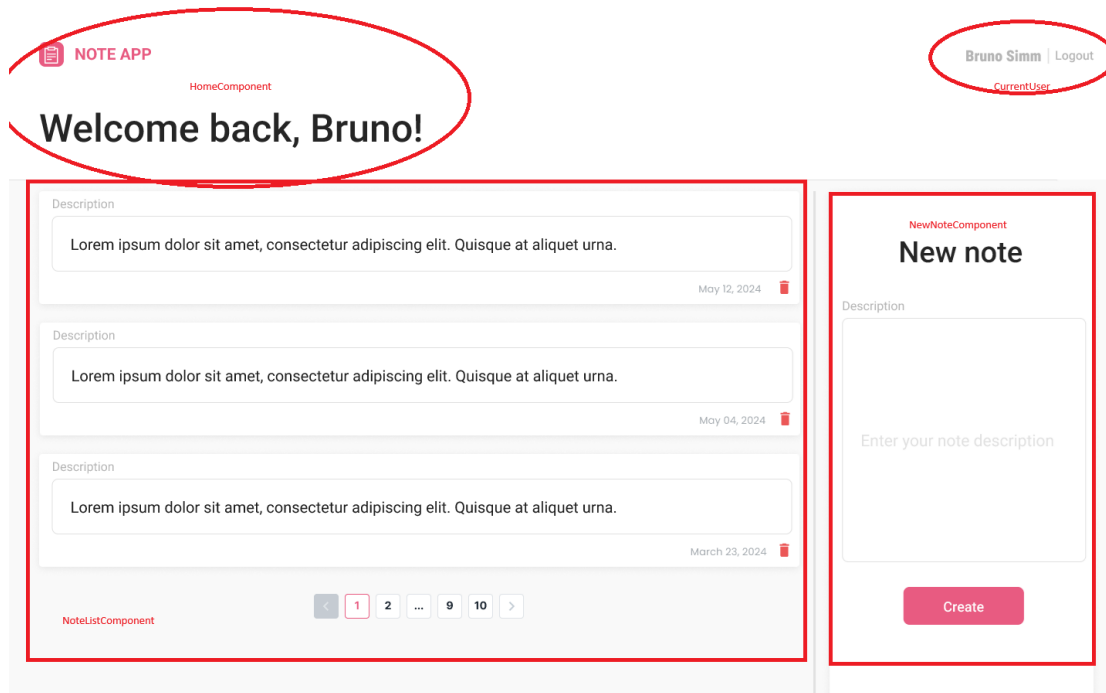 NOTE APP
Bruno Simm | Logout
HomeComponent
CurrentUser
Welcome back, Bruno!
Description
Lorem ipsum dolor sit amet, consectetur adipiscing elit. Quisque at aliquet urna.
May 12, 2024
Description
Lorem ipsum dolor sit amet, consectetur adipiscing elit. Quisque at aliquet urna.
May 04, 2024
Description
Lorem ipsum dolor sit amet, consectetur adipiscing elit. Quisque at aliquet urna.
March 23, 2024
< 1 2 ... 9 10 >
NoteListComponent
NewNoteComponent
New note
Description
Enter your note description
Create